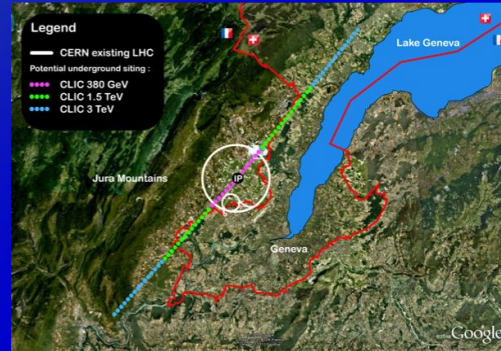 Legend
CERN existing LHC
Potential underground siting :
CLIC 380 GeV
CLIC 1.5 TeV
CLIC 3 TeV
Jura Mountains
Lake Geneva
IP
Geneva
Google